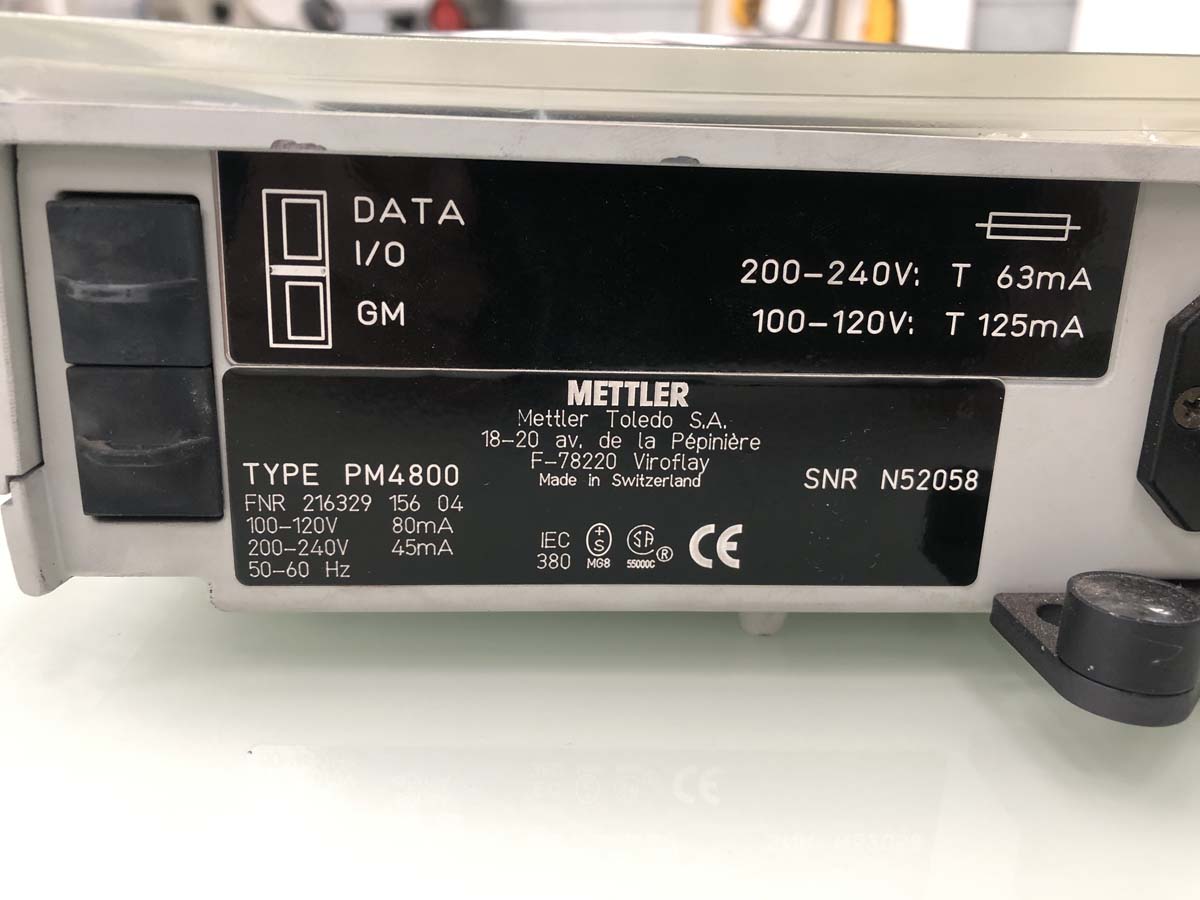 DATA
I/O
GM
200-240V: T 63mA
100-120V: T 125mA
METTLER
Mettler Toledo S.A.
18-20 av. de la Pépinière
F-78220 Viroflay
Made in Switzerland
TYPE PM4800
SNR N52058
FNR 216329 156 04
100-120V 80mA
200-240V 45mA
50-60 Hz
IEC
380
+S
MG8
SA
55000C
®
CE